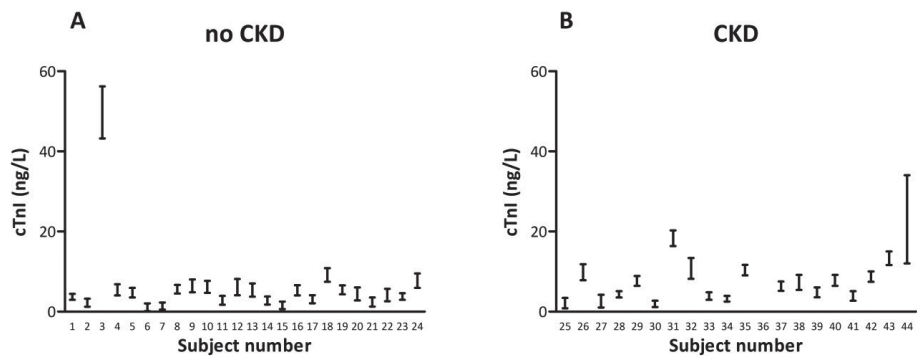 A
no CKD
cTnI (ng/L)
60
40
20
0
1 2 3 4 5 6 7 8 9 10 11 12 13 14 15 16 17 18 19 20 21 22 23 24
Subject number
B
CKD
cTnI (ng/L)
60
40
20
0
25 26 27 28 29 30 31 32 33 34 35 36 37 38 39 40 41 42 43 44
Subject number